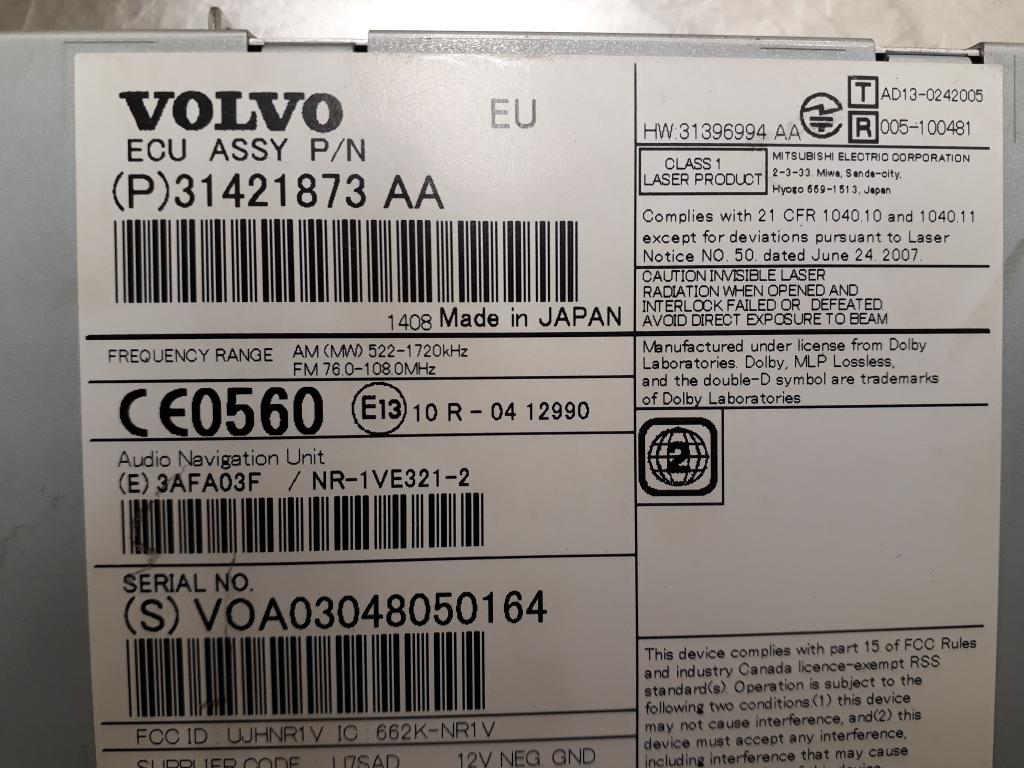 VOLVO
EU
ECU ASSY P/N
(P)31421873 AA
1408 Made in JAPAN
FREQUENCY RANGE AM (MW) 522-1720kHz
FM 76.0-108.0MHz
CE0560 E13 10 R - 04 12990
Audio Navigation Unit
(E) 3AFA03F / NR-1VE321-2
SERIAL NO.
(S) VOA03048050164
FCC ID : UJHNR1V IC : 662K-NR1V
SUPPLIER CODE : U7SAD 12V NEG. GND
HW:31396994 AA
T AD13-0242005
R 005-100481
CLASS 1
LASER PRODUCT
MITSUBISHI ELECTRIC CORPORATION
2-3-33. Miwa, Sanda-city,
Hyogo 669-1513, Japan
Complies with 21 CFR 1040.10 and 1040.11
except for deviations pursuant to Laser
Notice NO. 50. dated June 24. 2007.
CAUTION INVISIBLE LASER
RADIATION WHEN OPENED AND
INTERLOCK FAILED OR DEFEATED.
AVOID DIRECT EXPOSURE TO BEAM
Manufactured under license from Dolby
Laboratories. Dolby, MLP Lossless,
and the double-D symbol are trademarks
of Dolby Laboratories
2
This device complies with part 15 of FCC Rules
and industry Canada licence-exempt RSS
standard(s). Operation is subject to the
following two conditions:(1) this device
may not cause interference, and(2) this
device must accept any interference,
including interference that may cause
of this device